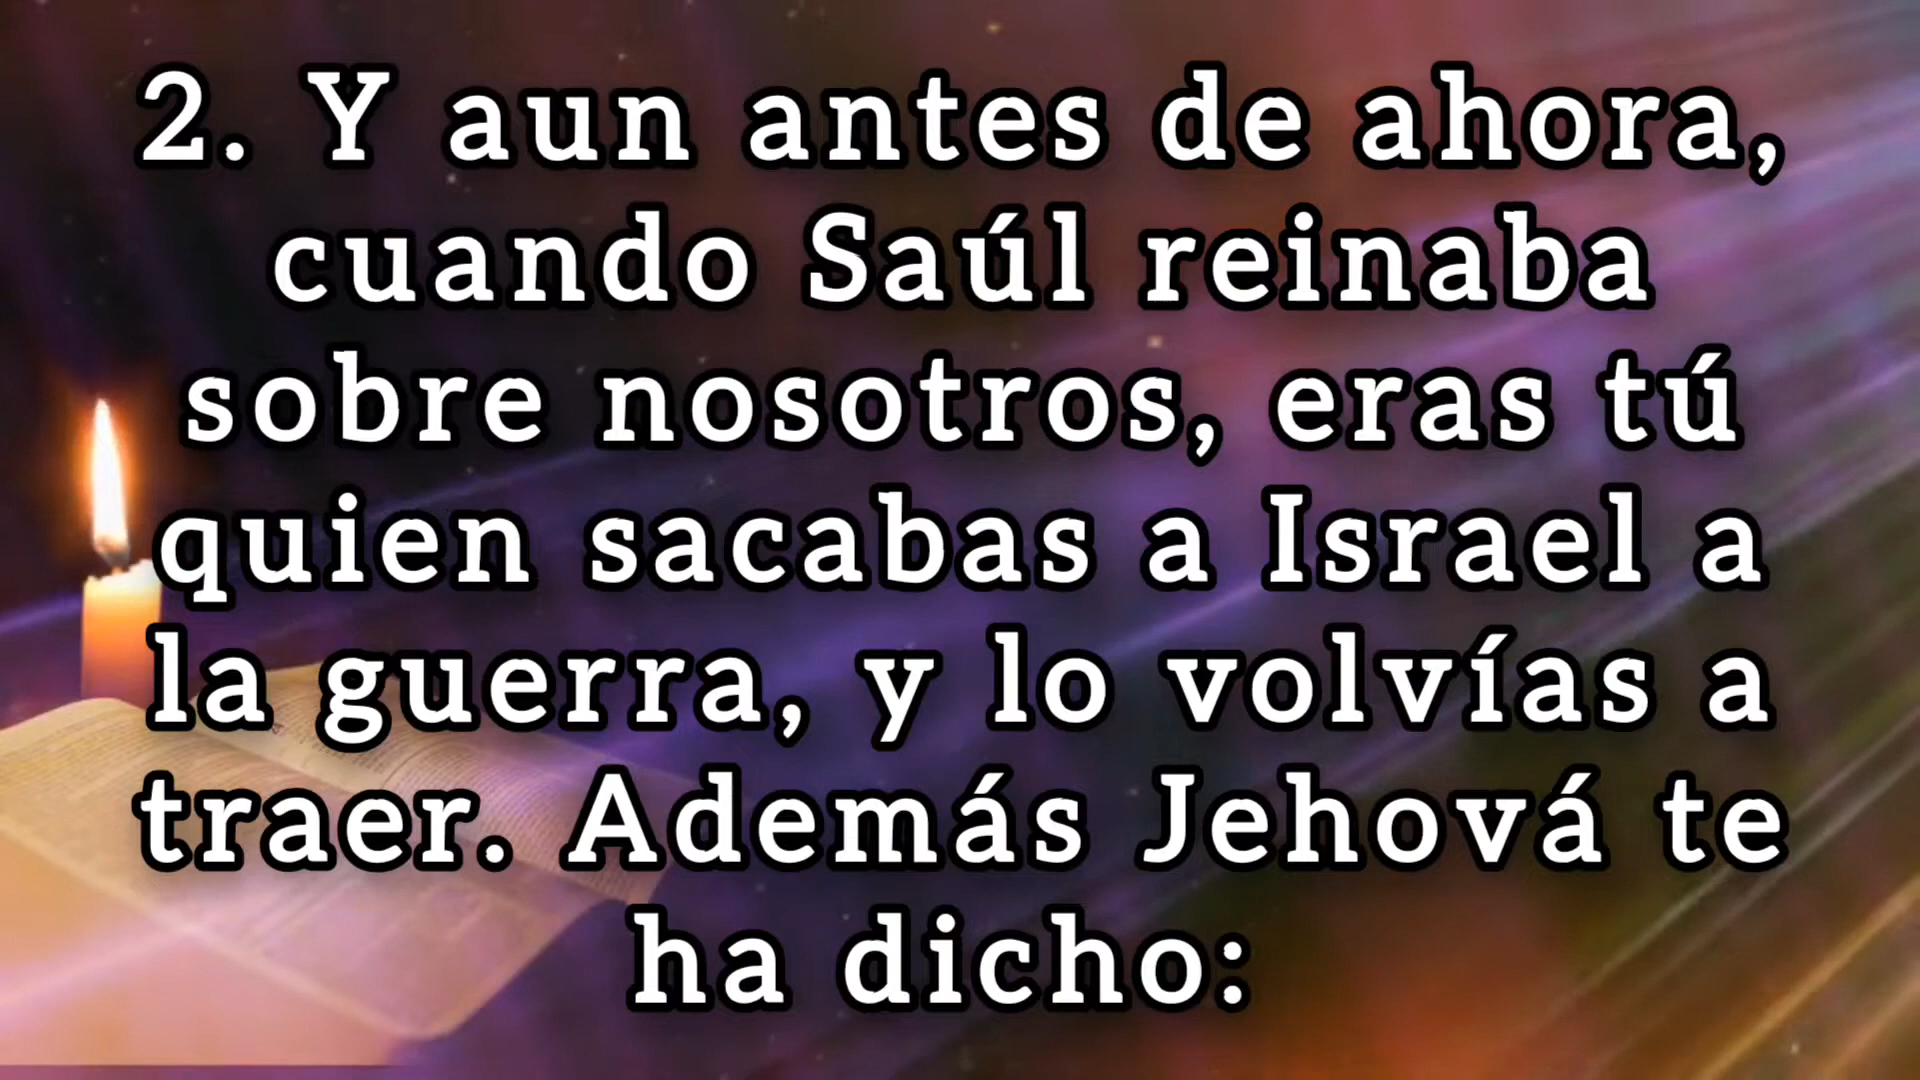 2. Y aun antes de ahora,
cuando Saúl reinaba
sobre nosotros, eras tú
quien sacabas a Israel a
la guerra, y lo volvías a
traer. Además Jehová te
ha dicho: